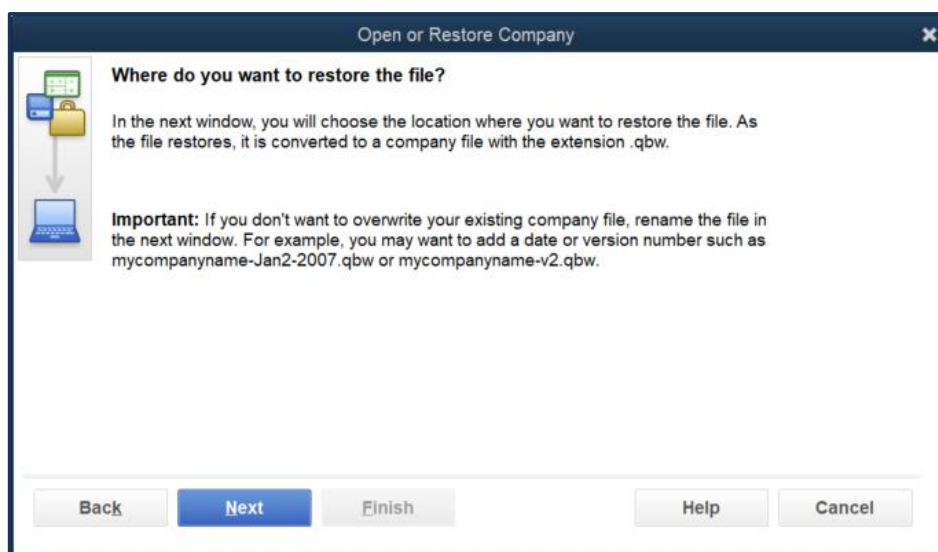 Open or Restore Company
Where do you want to restore the file?
In the next window, you will choose the location where you want to restore the file. As
the file restores, it is converted to a company file with the extension .qbw.
Important: If you don't want to overwrite your existing company file, rename the file in
the next window. For example, you may want to add a date or version number such as
mycompanyname-Jan2-2007.qbw or mycompanyname-v2.qbw.
Back Next Finish Help Cancel